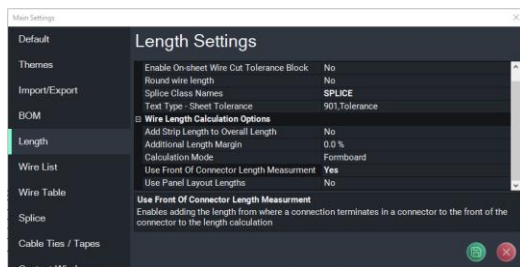 Main Settings
Default
Themes
Import/Export
BOM
Length
Wire List
Wire Table
Splice
Cable Ties / Tapes
Length Settings
Enable On-sheet Wire Cut Tolerance Block No
Round wire length No
Splice Class Names SPLICE
Text Type - Sheet Tolerance 901,Tolerance
Wire Length Calculation Options
Add Strip Length to Overall Length No
Additional Length Margin 0.0 %
Calculation Mode Formboard
Use Front Of Connector Length Measurment Yes
Use Panel Layout Lengths No
Use Front Of Connector Length Measurment
Enables adding the length from where a connection terminates in a connector to the front of the
connector to the length calculation